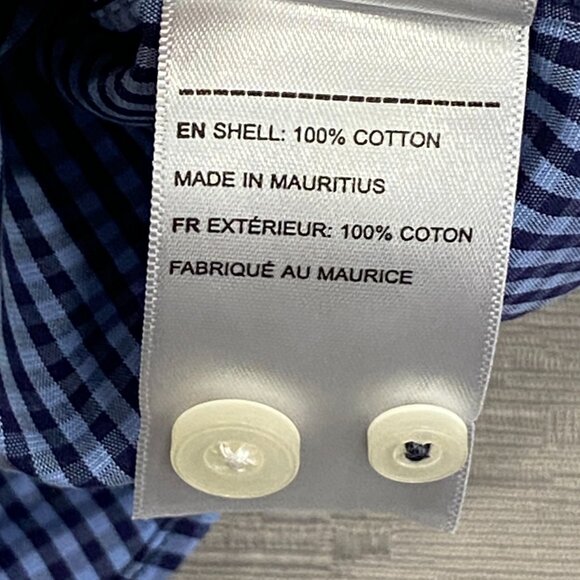 EN SHELL: 100% COTTON
MADE IN MAURITIUS
FR EXTÉRIEUR: 100% COTON
FABRIQUÉ AU MAURICE